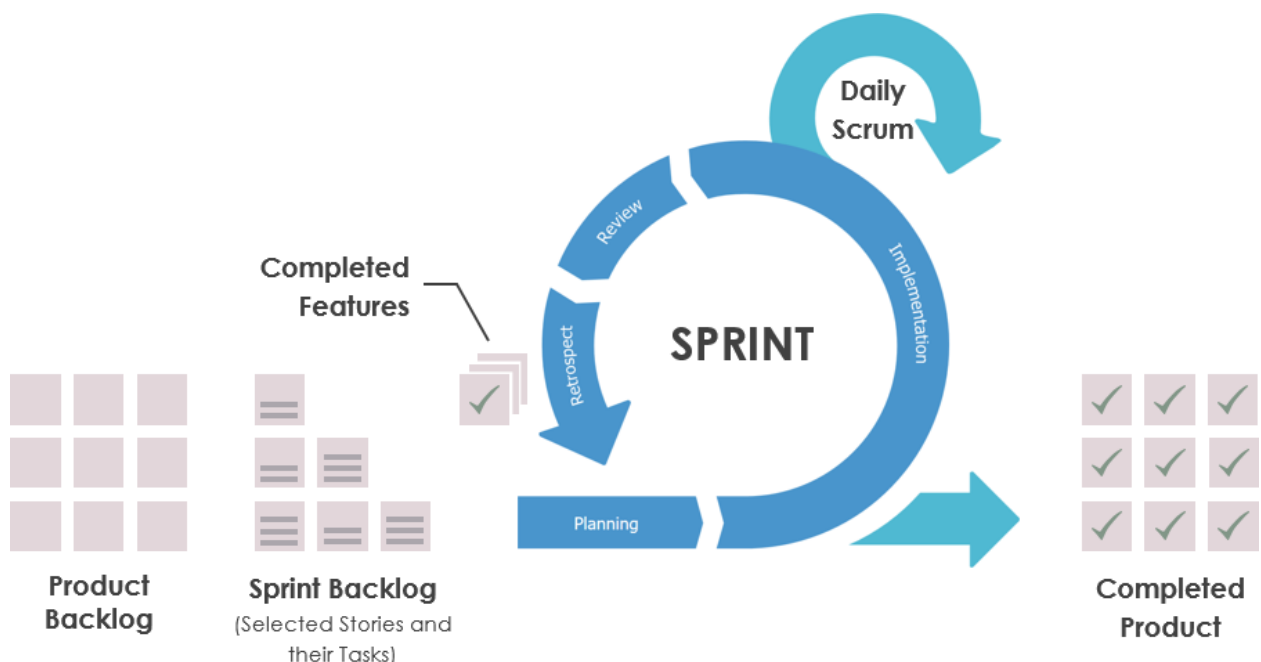 Daily
Scrum
Review
Implementation
Completed
Features
SPRINT
Retrospect
Planning
Product
Backlog
Sprint Backlog
(Selected Stories and
their Tasks)
Completed
Product